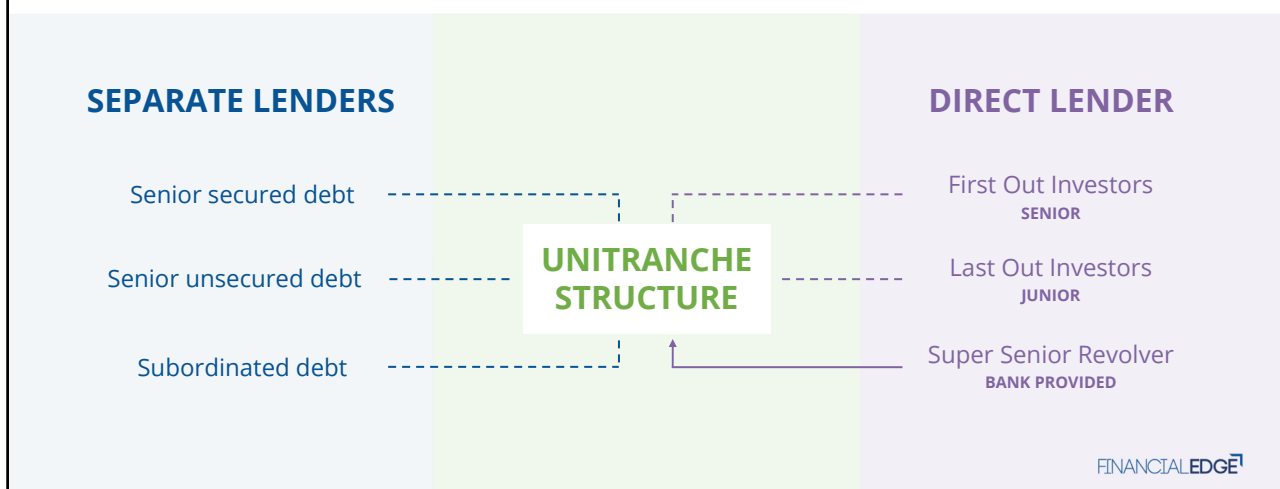 SEPARATE LENDERS
Senior secured debt
Senior unsecured debt
Subordinated debt
UNITRANCHE
STRUCTURE
DIRECT LENDER
First Out Investors
SENIOR
Last Out Investors
JUNIOR
Super Senior Revolver
BANK PROVIDED
FINANCIALEDGE